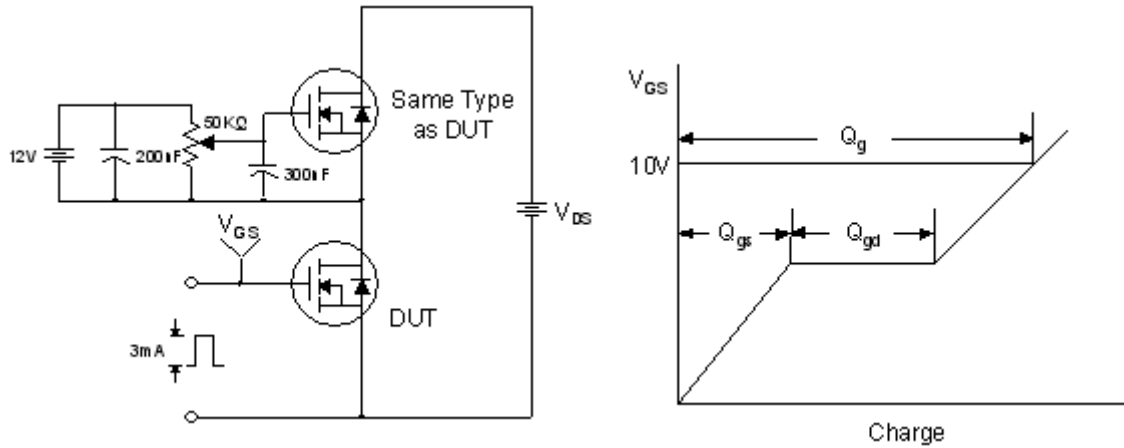 50KΩ
12V
200nF
300nF
Same Type
as DUT
V_GS
V_DS
DUT
3mA
V_GS
10V
Q_g
Q_gs
Q_gd
Charge